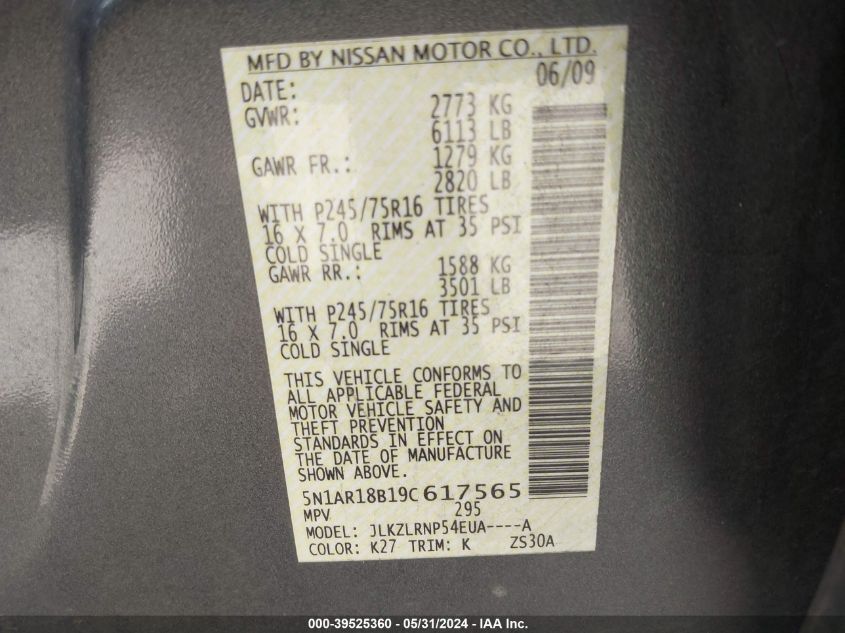 MFD BY NISSAN MOTOR CO., LTD.
DATE: 06/09
GVWR: 2773 KG
6113 LB
GAWR FR.: 1279 KG
2820 LB
WITH P245/75R16 TIRES
16 X 7.0 RIMS AT 35 PSI
COLD SINGLE
GAWR RR.: 1588 KG
3501 LB
WITH P245/75R16 TIRES
16 X 7.0 RIMS AT 35 PSI
COLD SINGLE
THIS VEHICLE CONFORMS TO
ALL APPLICABLE FEDERAL
MOTOR VEHICLE SAFETY AND
THEFT PREVENTION
STANDARDS IN EFFECT ON
THE DATE OF MANUFACTURE
SHOWN ABOVE.
5N1AR18B19C617565
MPV 295
MODEL: JLKZLRNP54EUA----A
COLOR: K27 TRIM: K ZS30A
000-39525360 - 05/31/2024 - IAA Inc.